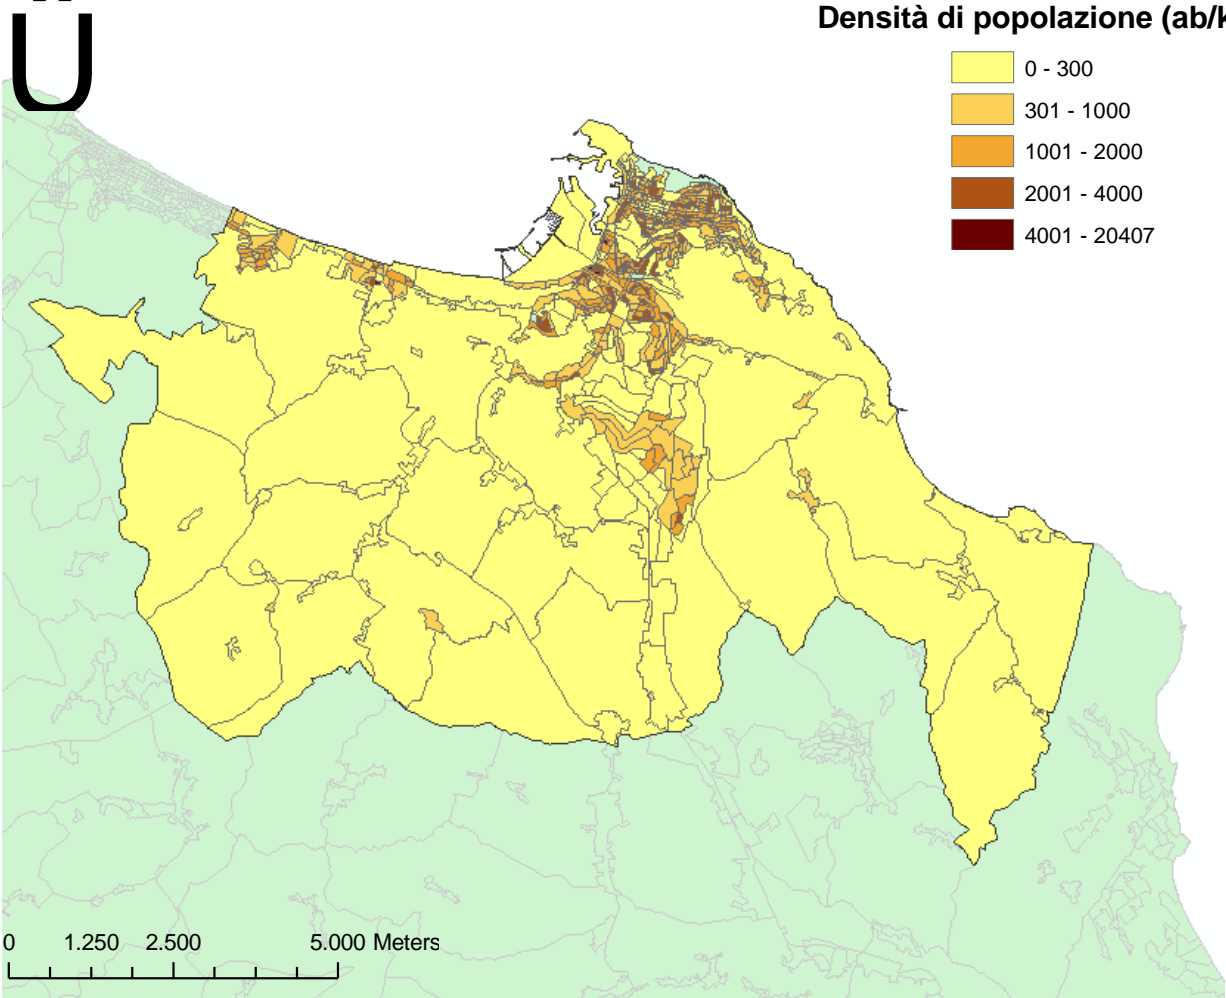 Ü
Densità di popolazione (ab/k
0 - 300
301 - 1000
1001 - 2000
2001 - 4000
4001 - 20407
0 1.250 2.500 5.000 Meters